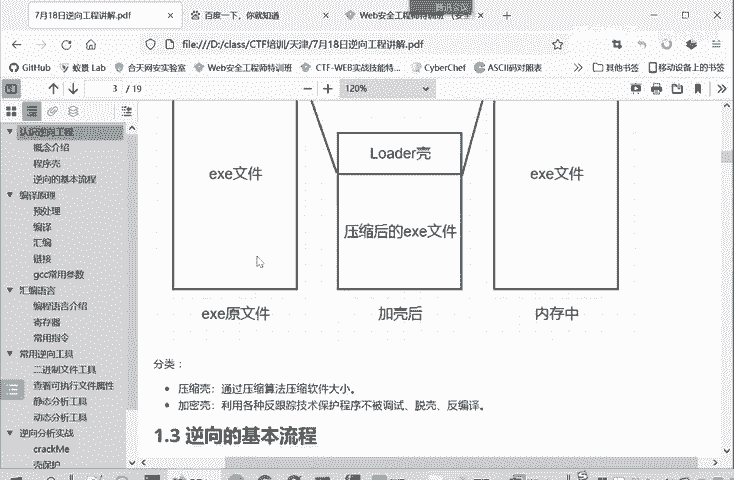 腾讯会议
7月18日逆向工程讲解.pdf
百度一下，你就知道
Web安全工程师特训班
file:///D:/class/CTF培训/天津/7月18日逆向工程讲解.pdf
GitHub
蚁景 Lab
合天网安实验室
Web安全工程师特训班
CTF-WEB实战技能特...
CyberChef
ASCII码对照表
其他书签
移动设备上的书签
3 / 19
120%
认识逆向工程
概念介绍
程序壳
逆向的基本流程
编译原理
预处理
编译
汇编
链接
gcc常用参数
汇编语言
编程语言介绍
寄存器
常用指令
常用逆向工具
二进制文件工具
查看可执行文件属性
静态分析工具
动态分析工具
逆向分析实战
crackMe
壳保护
exe文件
Loader壳
压缩后的exe文件
exe文件
exe原文件
加壳后
内存中
分类：
压缩壳：通过压缩算法压缩软件大小。
加密壳：利用各种反跟踪技术保护程序不被调试、脱壳、反编译。
1.3 逆向的基本流程